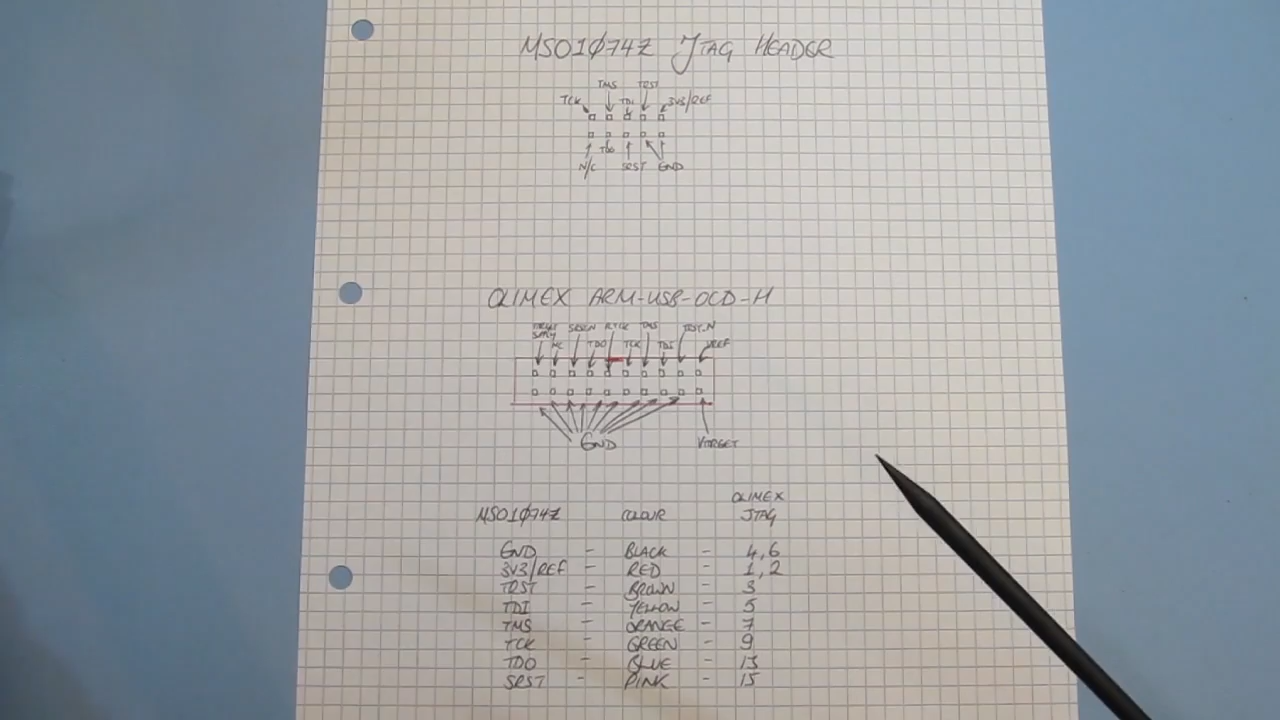 MSO1074Z JTAG HEADER
TMS TRST
TCK TDI 3V3/REF
TDO
N/C SRST GND
OLIMEX ARM-USB-OCD-H
SRSTN RTCK TMS TRST_N
NC TDO TCK TDI VREF
GND VTARGET
OLIMEX
MSO1074Z COLOUR JTAG
GND - BLACK - 4,6
3V3/REF - RED - 1,2
TRST - BROWN - 3
TDI - YELLOW - 5
TMS - ORANGE - 7
TCK - GREEN - 9
TDO - BLUE - 13
SRST - PINK - 15